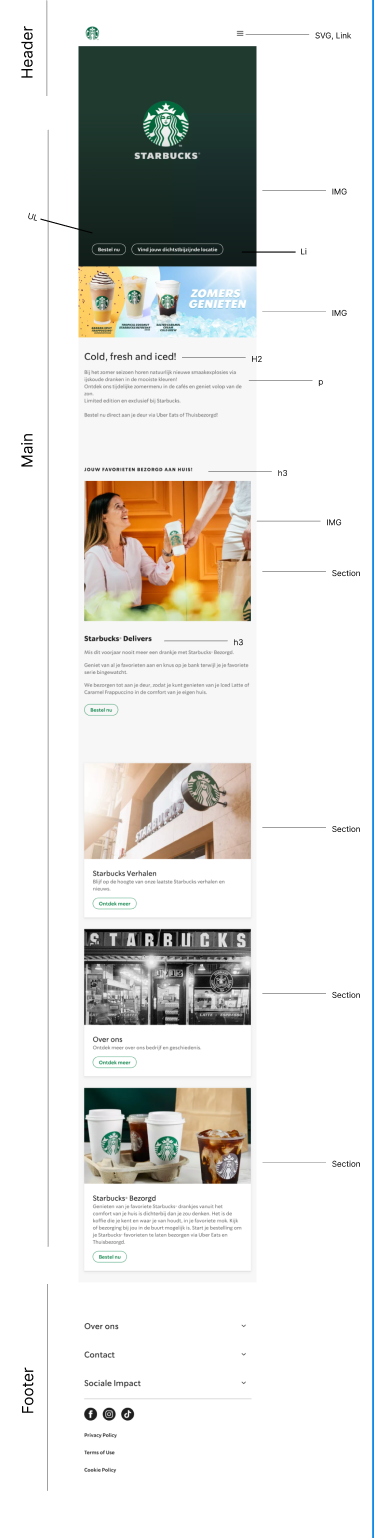 Header
SVG, Link
STARBUCKS®
IMG
UL
Bestel nu
Vind jouw dichtstbijzijnde locatie
Li
ZOMERS
GENIETEN
IMG
Cold, fresh and iced!
H2
Bij het zomer seizoen horen natuurlijk nieuwe smaakexplosies via
ijskoude dranken in de mooiste kleuren!
p
Ontdek ons tijdelijke zomermenu in de cafés en geniet volop van de
zon.
Limited edition en exclusief bij Starbucks.
Bestel nu direct aan je deur via Uber Eats of Thuisbezorgd!
Main
JOUW FAVORIETEN BEZORGD AAN HUIS!
h3
IMG
Section
Starbucks® Delivers
h3
Mis dit voorjaar nooit meer een drankje met Starbucks® Bezorgd.
Geniet van al je favorieten aan en kruip op je bank terwijl je je favoriete
serie bingewatcht.
We bezorgen tot aan je deur, zodat je kunt genieten van je Iced Latte of
Caramel Frappuccino in de comfort van je eigen huis.
Bestel nu
STARBUCKS
Section
Starbucks Verhalen
Blijf op de hoogte van onze laatste Starbucks verhalen en
nieuws.
Ontdek meer
STARBUCKS
Section
Over ons
Ontdek meer over ons bedrijf en geschiedenis.
Ontdek meer
Section
Starbucks® Bezorgd
Genieten van je favoriete Starbucks® drankjes vanuit het
comfort van je huis is dichterbij dan je zou denken. Het is de
koffie die je kent en waar je van houdt, in je favoriete mok. Kijk
of bezorging bij jou in de buurt mogelijk is. Start je bestelling om
je Starbucks® favorieten te laten bezorgen via Uber Eats en
Thuisbezorgd.
Bestel nu
Over ons
Contact
Footer
Sociale Impact
Privacy Policy
Terms of Use
Cookie Policy